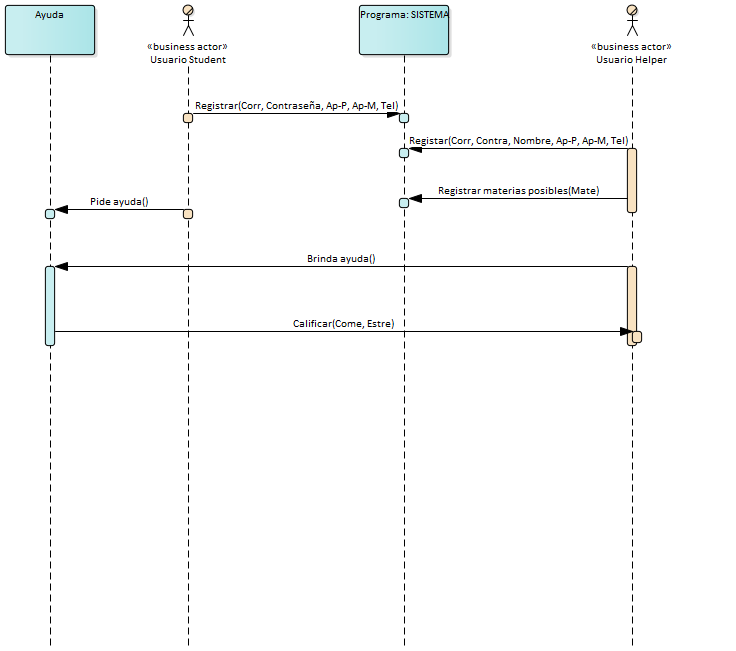 Ayuda
Programa: SISTEMA
«business actor»
Usuario Student
«business actor»
Usuario Helper
Registrar(Corr, Contraseña, Ap-P, Ap-M, Tel)
Registar(Corr, Contra, Nombre, Ap-P, Ap-M, Tel)
Registrar materias posibles(Mate)
Pide ayuda()
Brinda ayuda()
Calificar(Come, Estre)